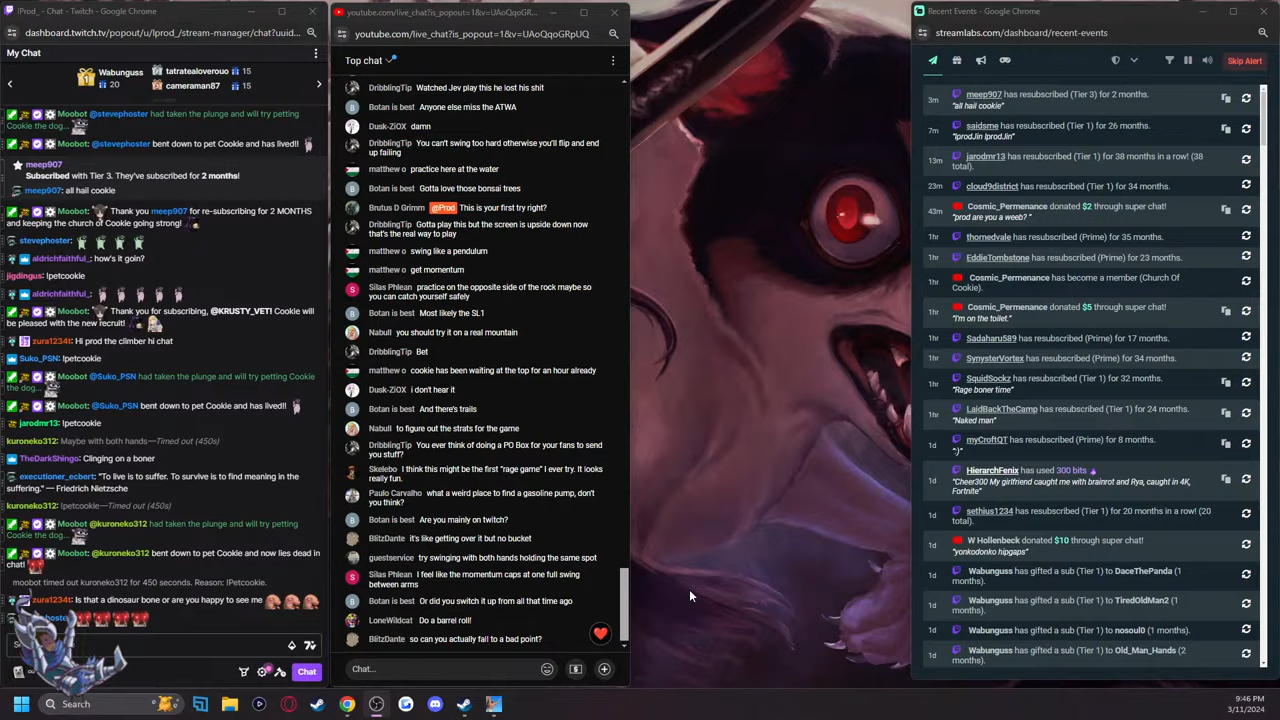 !Prod_ - Chat - Twitch - Google Chrome
dashboard.twitch.tv/popout/u/lprod_/stream-manager/chat?uuid...
My Chat
Wabunguss
20
tatratealoverouo 15
cameraman87 15
Moobot @stevephoster had taken the plunge and will try petting
Cookie the dog...
Moobot: @stevephoster bent down to pet Cookie and has lived!!
meep907
Subscribed with Tier 3. They've subscribed for 2 months!
meep907: all hail cookie
Moobot: Thank you meep907 for re-subscribing for 2 MONTHS
and keeping the church of Cookie going strong!
stevephoster:
aldrichfaithful_: how's it goin?
jigdingus: !petcookie
aldrichfaithful_:
Moobot: Thank you for subscribing, @KRUSTY_VET! Cookie will
be pleased with the new recruit!
zura1234t: Hi prod the climber hi chat
Suko_PSN: !petcookie
Moobot @Suko_PSN had taken the plunge and will try petting Cookie
the dog...
Moobot: @Suko_PSN bent down to pet Cookie and has lived!!
jarodmr13: !petcookie
kuroneko312: Maybe with both hands—Timed out (450s)
TheDarkShingo: Clinging on a boner
executioner_ecbert: "To live is to suffer. To survive is to find meaning in the
suffering." — Friedrich Nietzsche
kuroneko312: !petcookie—Timed out (450s)
Moobot @kuroneko312 had taken the plunge and will try petting
Cookie the dog...
Moobot: @kuroneko312 bent down to pet Cookie and now lies dead in
chat!
moobot timed out kuroneko312 for 450 seconds. Reason: !Petcookie.
zura1234t: Is that a dinosaur bone or are you happy to see me
Chat
youtube.com/live_chat?is_popout=1&v=UAoQqoGR...
youtube.com/live_chat?is_popout=1&v=UAoQqoGRpUQ
Top chat
DribblingTip Watched Jev play this he lost his shit
Botan is best Anyone else miss the ATWA
Dusk-ZiOX damn
DribblingTip You can't swing too hard otherwise you'll flip and end
up failing
matthew o practice here at the water
Botan is best Gotta love those bonsai trees
Brutus D Grimm @Prod This is your first try right?
DribblingTip Gotta play this but the screen is upside down now
that's the real way to play
matthew o swing like a pendulum
matthew o get momentum
Silas Phlean practice on the opposite side of the rock maybe so
you can catch yourself safely
Botan is best Most likely the SL1
Nabull you should try it on a real mountain
DribblingTip Bet
matthew o cookie has been waiting at the top for an hour already
Dusk-ZiOX i don't hear it
Botan is best And there's trails
Nabull to figure out the strats for the game
DribblingTip You ever think of doing a PO Box for your fans to send
you stuff?
Skelebo I think this might be the first "rage game" I ever try. It looks
really fun.
Paulo Carvalho what a weird place to find a gasoline pump, don't
you think?
Botan is best Are you mainly on twitch?
BlitzDante it's like getting over it but no bucket
guestservice try swinging with both hands holding the same spot
Silas Phlean I feel like the momentum caps at one full swing
between arms
Botan is best Or did you switch it up from all that time ago
LoneWildcat Do a barrel roll!
BlitzDante so can you actually fall to a bad point?
Chat...
Recent Events - Google Chrome
streamlabs.com/dashboard/recent-events
Skip Alert
3m meep907 has resubscribed (Tier 3) for 2 months.
"all hail cookie"
7m saidsme has resubscribed (Tier 1) for 26 months.
"iprodJin iprodJin"
13m jarodmr13 has resubscribed (Tier 1) for 38 months in a row! (38
total).
23m cloud9district has resubscribed (Tier 1) for 34 months.
43m Cosmic_Permenance donated $2 through super chat!
"prod are you a weeb? "
1hr thornedvale has resubscribed (Prime) for 35 months.
1hr EddieTombstone has resubscribed (Prime) for 23 months.
1hr Cosmic_Permenance has become a member (Church Of
Cookie).
1hr Cosmic_Permenance donated $5 through super chat!
"I'm on the toilet."
1hr Sadaharu589 has resubscribed (Prime) for 17 months.
1hr SynysterVortex has resubscribed (Prime) for 34 months.
1hr SquidSockz has resubscribed (Tier 1) for 32 months.
"Rage boner time"
1hr LaidBackTheCamp has resubscribed (Tier 1) for 24 months.
"Naked man"
1d myCroftQT has resubscribed (Prime) for 8 months.
":)"
1d HierarchFenix has used 300 bits
"Cheer300 My girlfriend caught me with brainrot and Rya, caught in 4K,
Fortnite"
1d sethius1234 has resubscribed (Tier 1) for 20 months in a row! (20
total).
1d W Hollenbeck donated $10 through super chat!
"yonkodonko hipgaps"
1d Wabunguss has gifted a sub (Tier 1) to DaceThePanda (1
months).
1d Wabunguss has gifted a sub (Tier 1) to TiredOldMan2 (1
months).
1d Wabunguss has gifted a sub (Tier 1) to nosoul0 (1 months).
1d Wabunguss has gifted a sub (Tier 1) to Old_Man_Hands (2
months).
Search
9:46 PM
3/11/2024